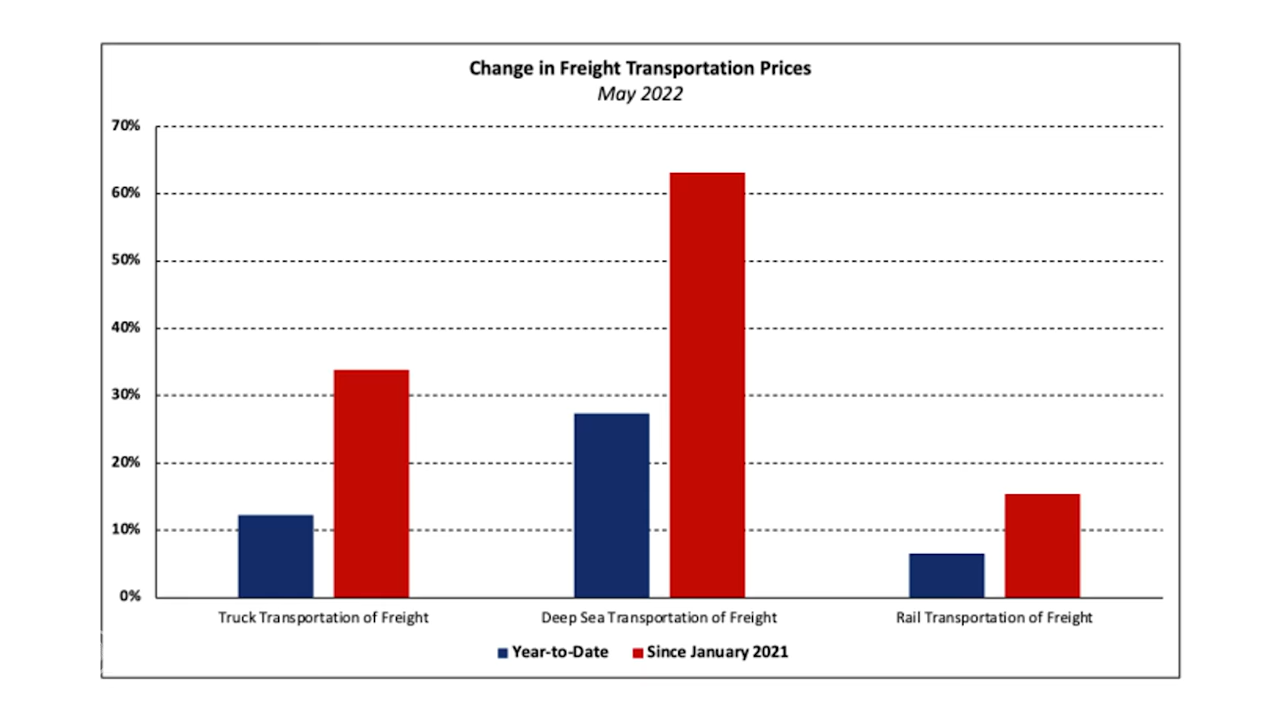 Change in Freight Transportation Prices
May 2022
70%
60%
50%
40%
30%
20%
10%
0%
Truck Transportation of Freight
Deep Sea Transportation of Freight
Rail Transportation of Freight
Year-to-Date
Since January 2021